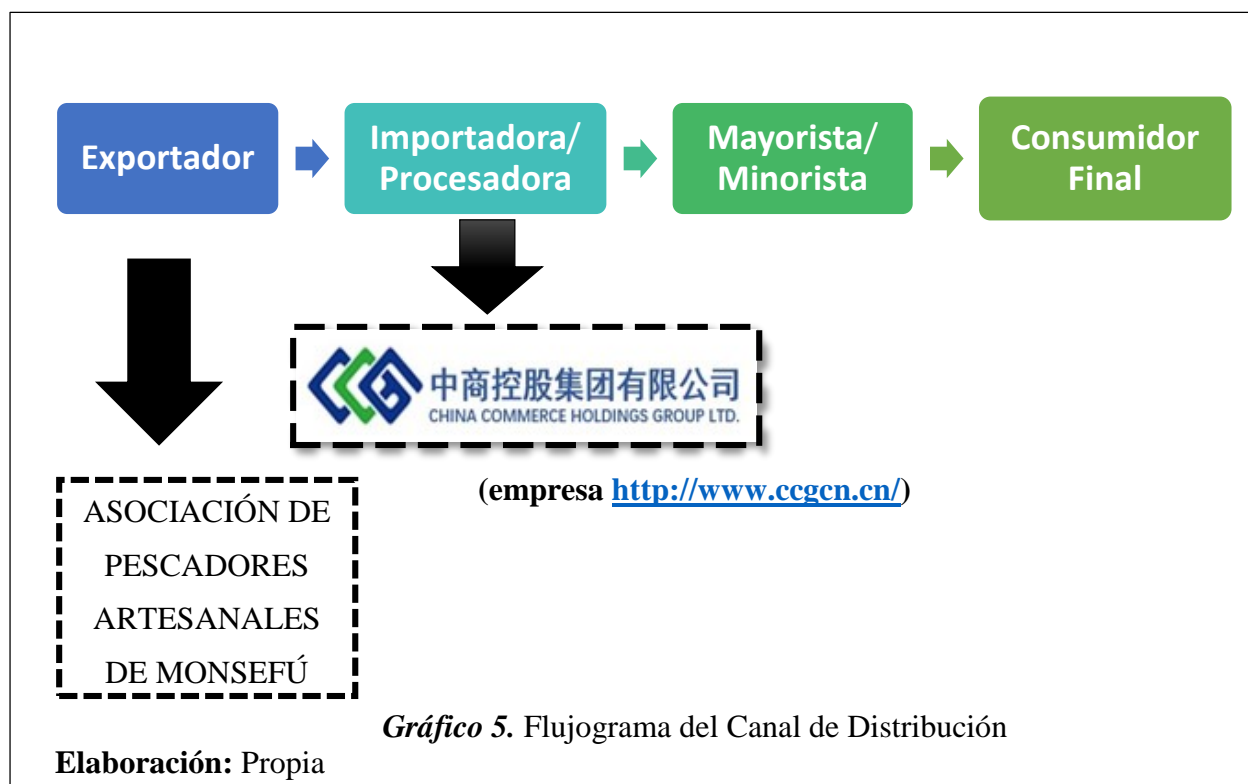 Exportador
Importadora/
Procesadora
Mayorista/
Minorista
Consumidor
Final
CCG
中商控股集团有限公司
CHINA COMMERCE HOLDINGS GROUP LTD.
(empresa http://www.ccgcn.cn/)
ASOCIACIÓN DE
PESCADORES
ARTESANALES
DE MONSEFÚ
Gráfico 5. Flujograma del Canal de Distribución
Elaboración: Propia